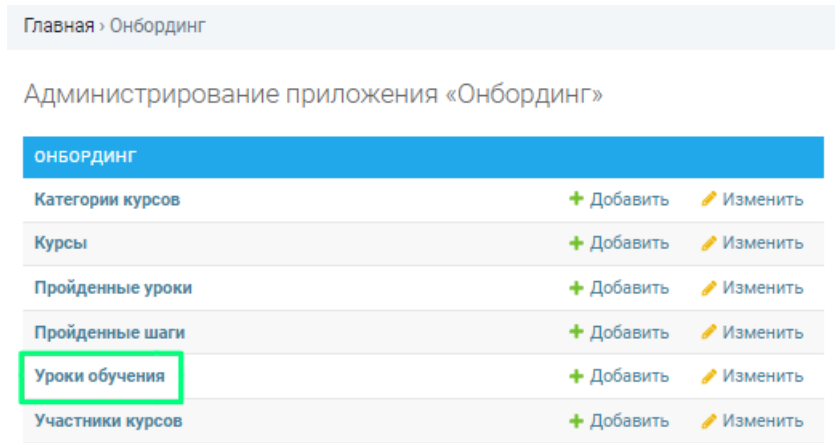 Главная › Онбординг
Администрирование приложения «Онбординг»
ОНБОРДИНГ
Категории курсов Добавить Изменить
Курсы Добавить Изменить
Пройденные уроки Добавить Изменить
Пройденные шаги Добавить Изменить
Уроки обучения Добавить Изменить
Участники курсов Добавить Изменить